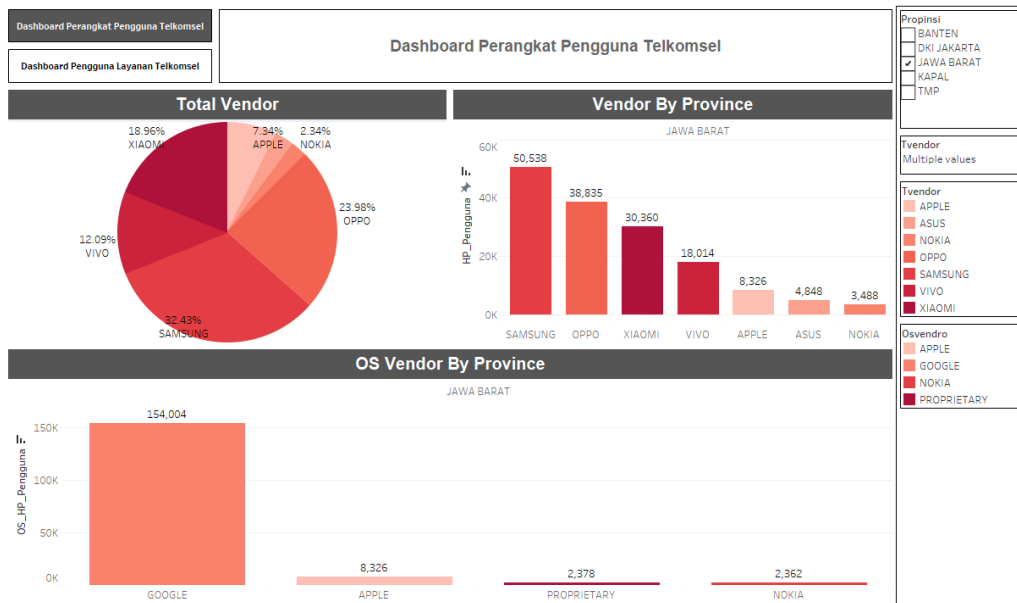 Dashboard Perangkat Pengguna Telkomsel
Dashboard Pengguna Layanan Telkomsel
Dashboard Perangkat Pengguna Telkomsel
Total Vendor
18.96%
XIAOMI
7.34%
APPLE
2.34%
NOKIA
23.98%
OPPO
12.09%
VIVO
32.43%
SAMSUNG
Vendor By Province
JAWA BARAT
HP_Pengguna
60K
40K
20K
0K
50,538
38,835
30,360
18,014
8,326
4,848
3,488
SAMSUNG
OPPO
XIAOMI
VIVO
APPLE
ASUS
NOKIA
OS Vendor By Province
JAWA BARAT
OS_HP_Pengguna
150K
100K
50K
0K
154,004
8,326
2,378
2,362
GOOGLE
APPLE
PROPRIETARY
NOKIA
Propinsi
BANTEN
DKI JAKARTA
JAWA BARAT
KAPAL
TMP
Tvendor
Multiple values
Tvendor
APPLE
ASUS
NOKIA
OPPO
SAMSUNG
VIVO
XIAOMI
Osvendro
APPLE
GOOGLE
NOKIA
PROPRIETARY